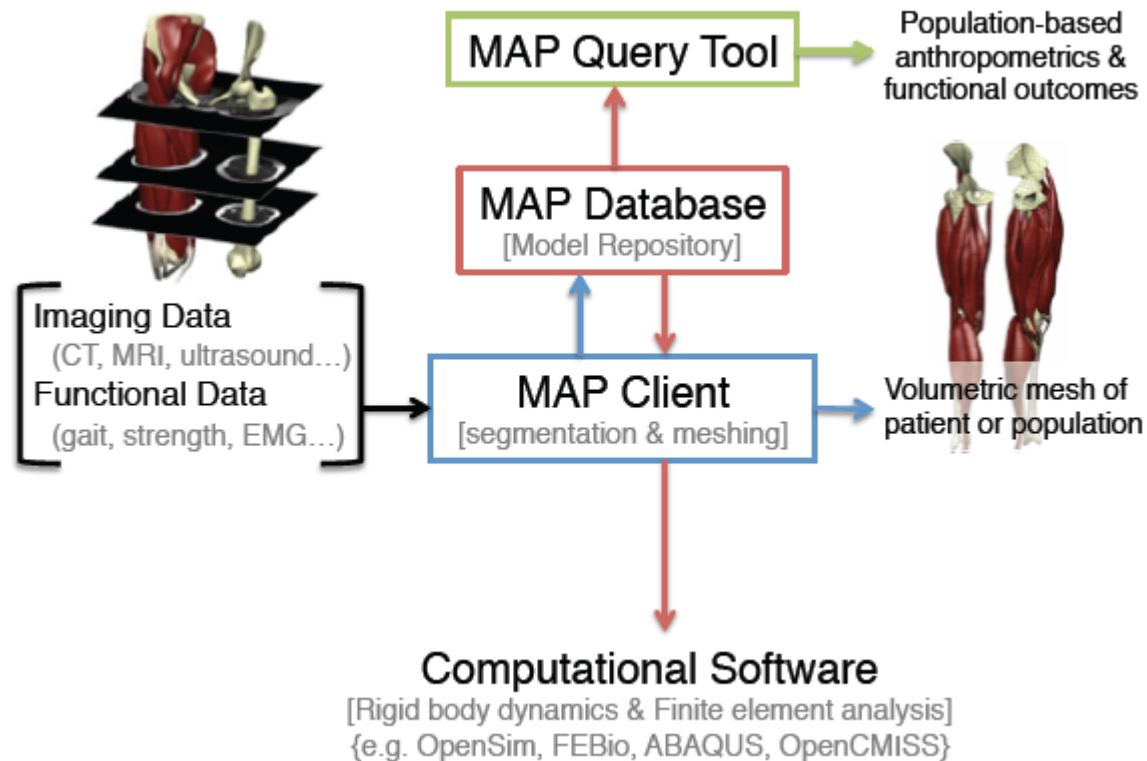 MAP Query Tool
Population-based
anthropometrics &
functional outcomes
MAP Database
[Model Repository]
Imaging Data
(CT, MRI, ultrasound...)
Functional Data
(gait, strength, EMG...)
MAP Client
[segmentation & meshing]
Volumetric mesh of
patient or population
Computational Software
[Rigid body dynamics & Finite element analysis]
{e.g. OpenSim, FEBio, ABAQUS, OpenCMISS}